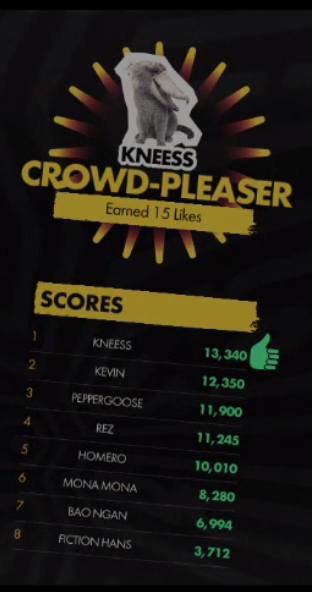 KNEESS
CROWD-PLEASER
Earned 15 Likes
SCORES
1 KNEESS 13,340
2 KEVIN 12,350
3 PEPPERGOOSE 11,900
4 REZ 11,245
5 HOMERO 10,010
6 MONA MONA 8,280
7 BAO NGAN 6,994
8 FICTION HANS 3,712